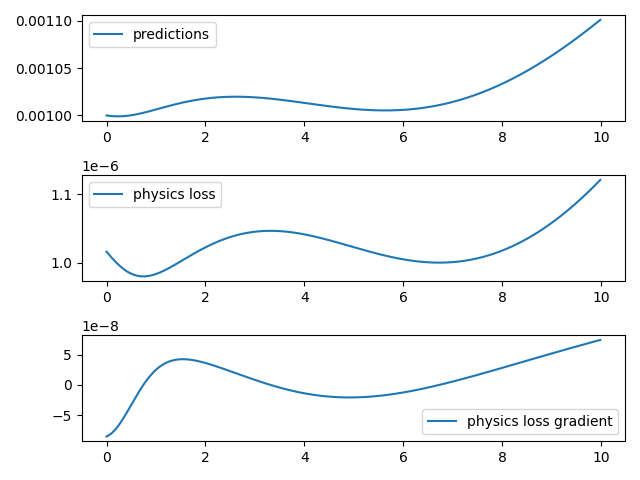 0.00110
predictions
0.00105
0.00100
0 2 4 6 8 10
1e−6
physics loss
1.1
1.0
0 2 4 6 8 10
1e−8
5
0
−5
physics loss gradient
0 2 4 6 8 10